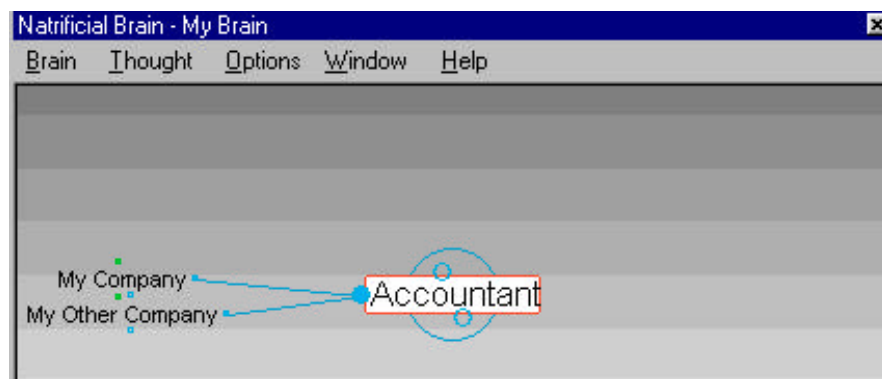 Natrificial Brain - My Brain
Brain Thought Options Window Help
My Company
Accountant
My Other Company